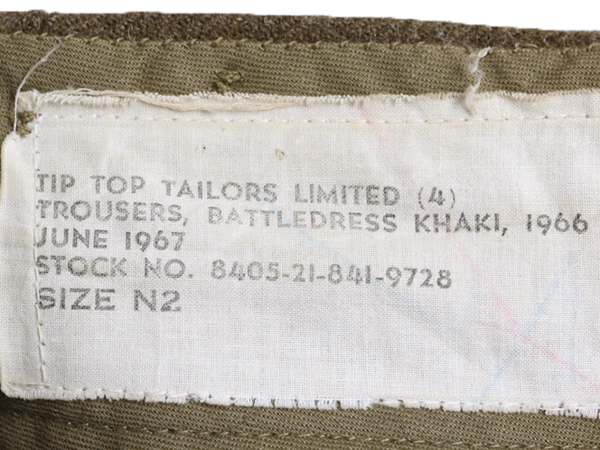 TIP TOP TAILORS LIMITED (4)
TROUSERS, BATTLEDRESS KHAKI, 1966
JUNE 1967
STOCK NO. 8405-21-841-9728
SIZE N2